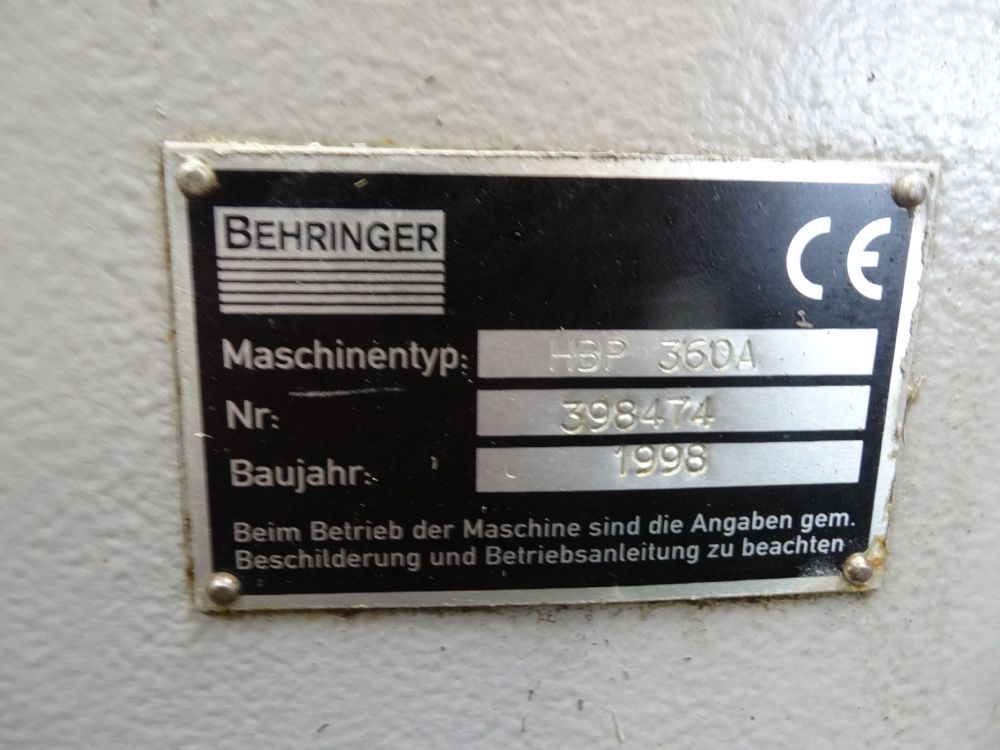 BEHRINGER
CE
Maschinentyp: HBP 360A
Nr: 398474
Baujahr: 1998
Beim Betrieb der Maschine sind die Angaben gem.
Beschilderung und Betriebsanleitung zu beachten